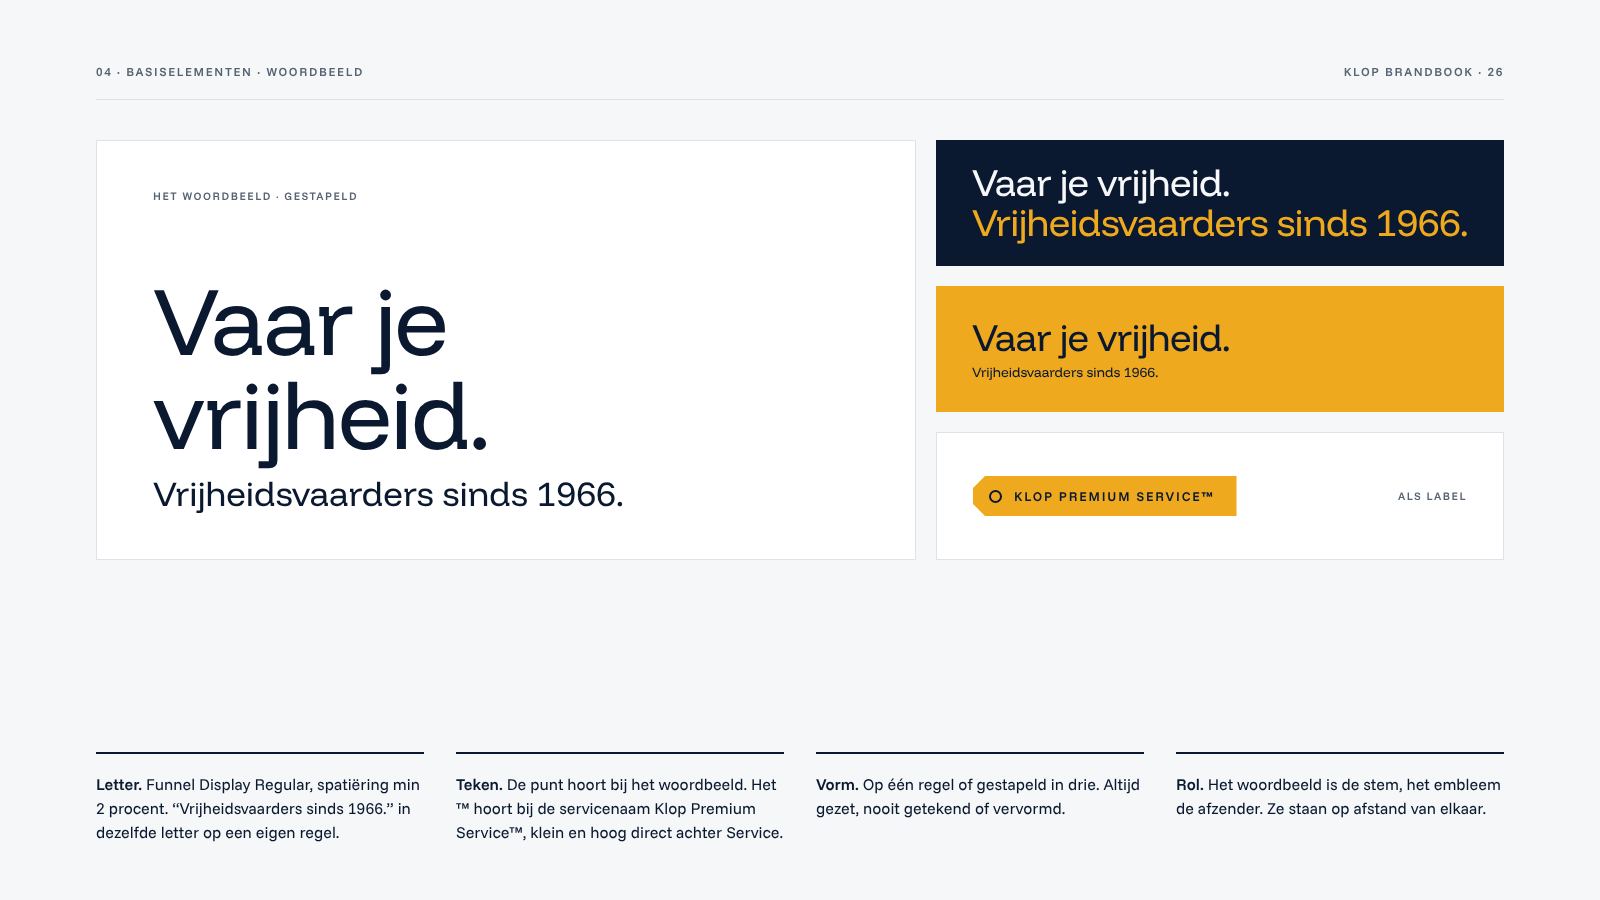 04 · BASISELEMENTEN · WOORDBEELD
KLOP BRANDBOOK · 26
HET WOORDBEELD · GESTAPELD
Vaar je
vrijheid.
Vrijheidsvaarders sinds 1966.
Vaar je vrijheid.
Vrijheidsvaarders sinds 1966.
Vaar je vrijheid.
Vrijheidsvaarders sinds 1966.
KLOP PREMIUM SERVICE™
ALS LABEL
Letter. Funnel Display Regular, spatiëring min
2 procent. “Vrijheidsvaarders sinds 1966.” in
dezelfde letter op een eigen regel.
Teken. De punt hoort bij het woordbeeld. Het
™ hoort bij de servicenaam Klop Premium
Service™, klein en hoog direct achter Service.
Vorm. Op één regel of gestapeld in drie. Altijd
gezet, nooit getekend of vervormd.
Rol. Het woordbeeld is de stem, het embleem
de afzender. Ze staan op afstand van elkaar.